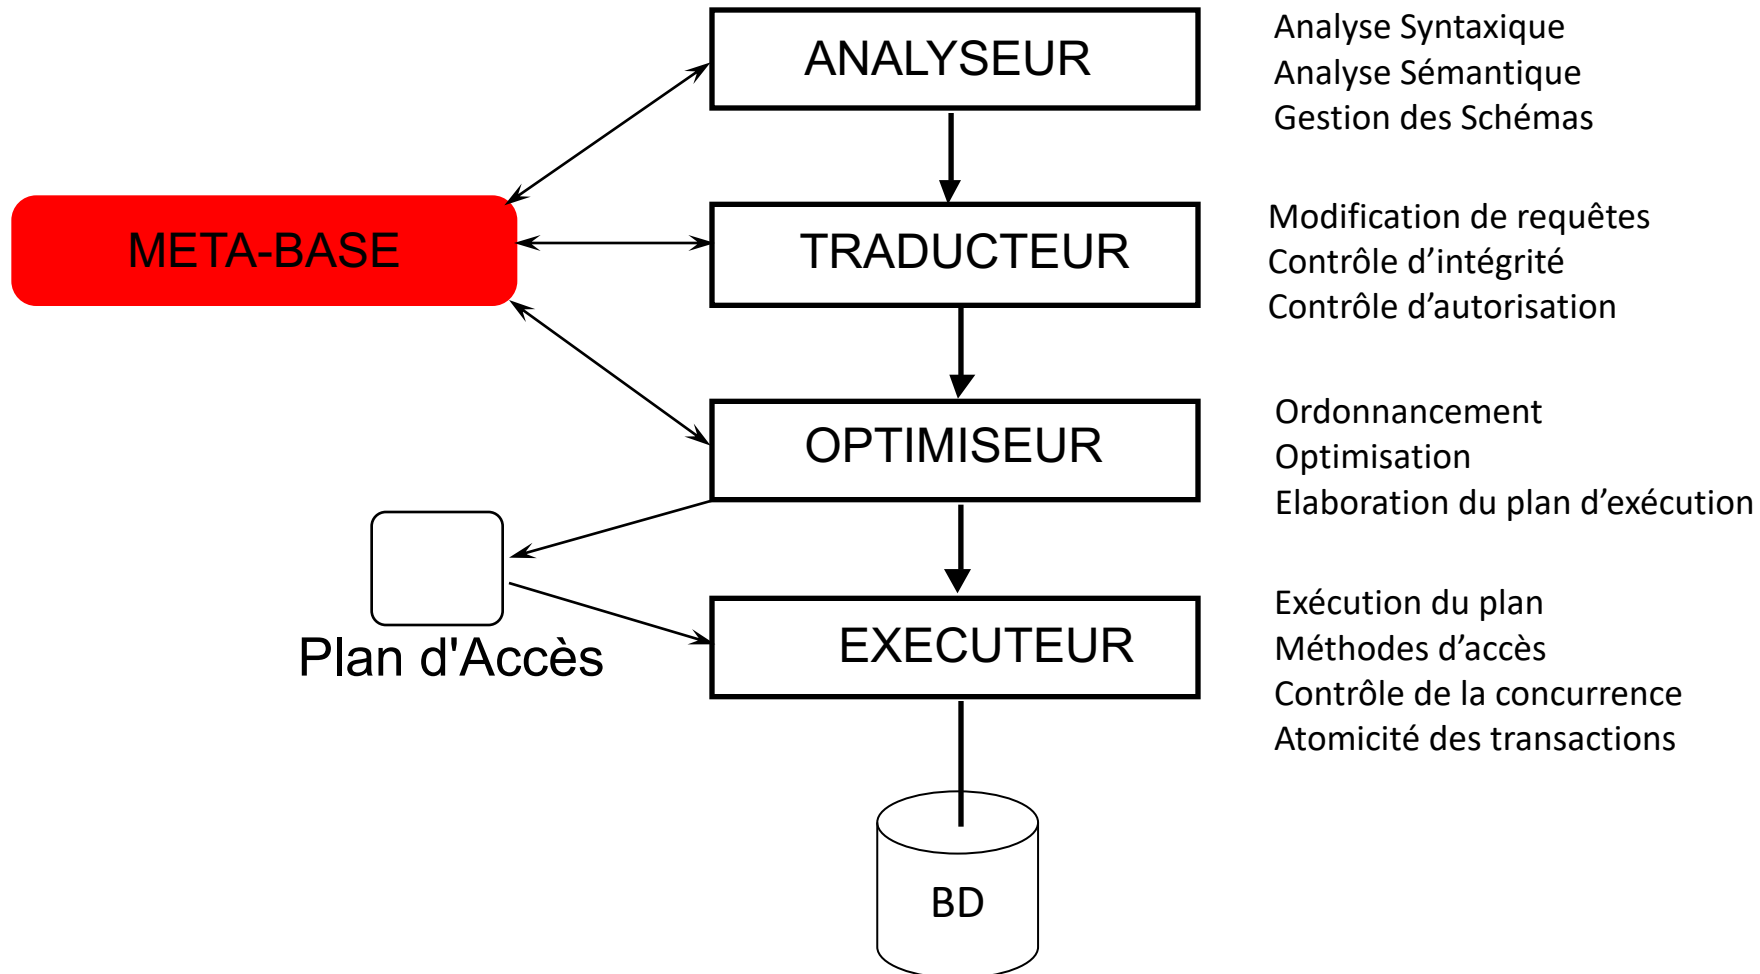 ANALYSEUR
Analyse Syntaxique
Analyse Sémantique
Gestion des Schémas
META-BASE
TRADUCTEUR
Modification de requêtes
Contrôle d’intégrité
Contrôle d’autorisation
OPTIMISEUR
Ordonnancement
Optimisation
Elaboration du plan d’exécution
Plan d'Accès
EXECUTEUR
Exécution du plan
Méthodes d’accès
Contrôle de la concurrence
Atomicité des transactions
BD